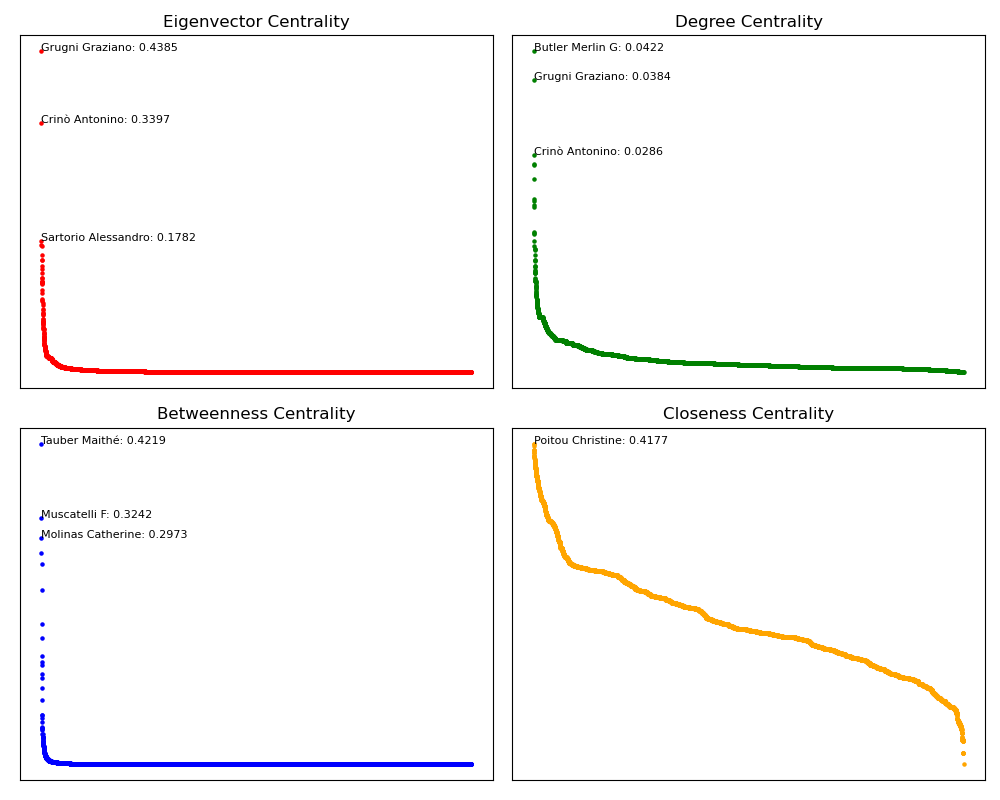 Eigenvector Centrality
Grugni Graziano: 0.4385
Crinò Antonino: 0.3397
Sartorio Alessandro: 0.1782
Degree Centrality
Butler Merlin G: 0.0422
Grugni Graziano: 0.0384
Crinò Antonino: 0.0286
Betweenness Centrality
Tauber Maithé: 0.4219
Muscatelli F: 0.3242
Molinas Catherine: 0.2973
Closeness Centrality
Poitou Christine: 0.4177